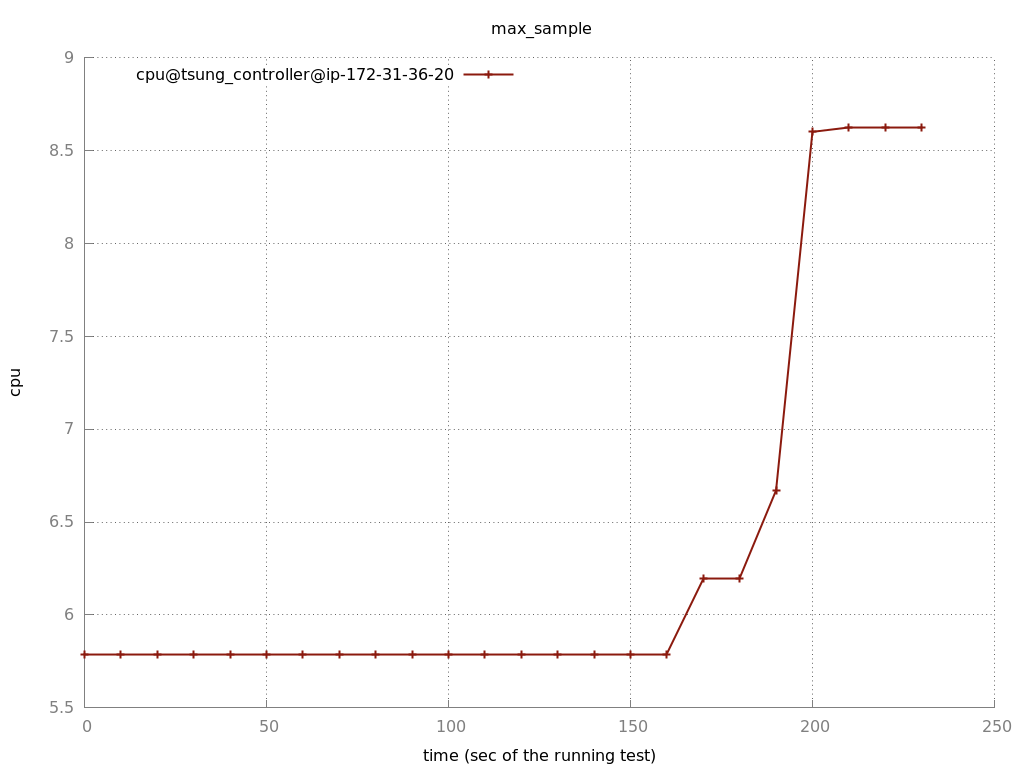 max_sample
cpu@tsung_controller@ip-172-31-36-20
9
8.5
8
7.5
7
6.5
6
5.5
cpu
0 50 100 150 200 250
time (sec of the running test)